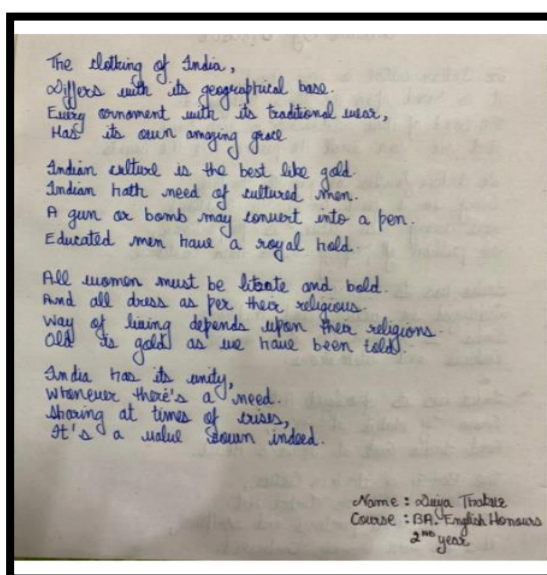 The clothing of India,
Differs with its geographical base.
Every ornament with its traditional wear,
Has its own amazing grace
Indian culture is the best like gold.
Indian hath need of cultured men.
A gun or bomb may convert into a pen.
Educated men have a royal hold.
All women must be literate and bold.
And all dress as per their religious.
Way of living depends upon their religions.
Old is gold as we have been told.
India has its unity,
Whenever there's a need.
Sharing at times of crises,
It's a value sown indeed.
Name : Divya
Course : BA. English Honours
2nd year